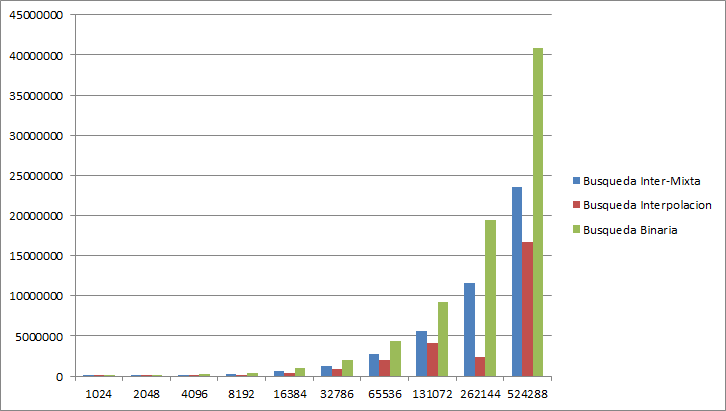 45000000
40000000
35000000
30000000
25000000
20000000
15000000
10000000
5000000
0
1024 2048 4096 8192 16384 32786 65536 131072 262144 524288
Busqueda Inter-Mixta
Busqueda Interpolacion
Busqueda Binaria